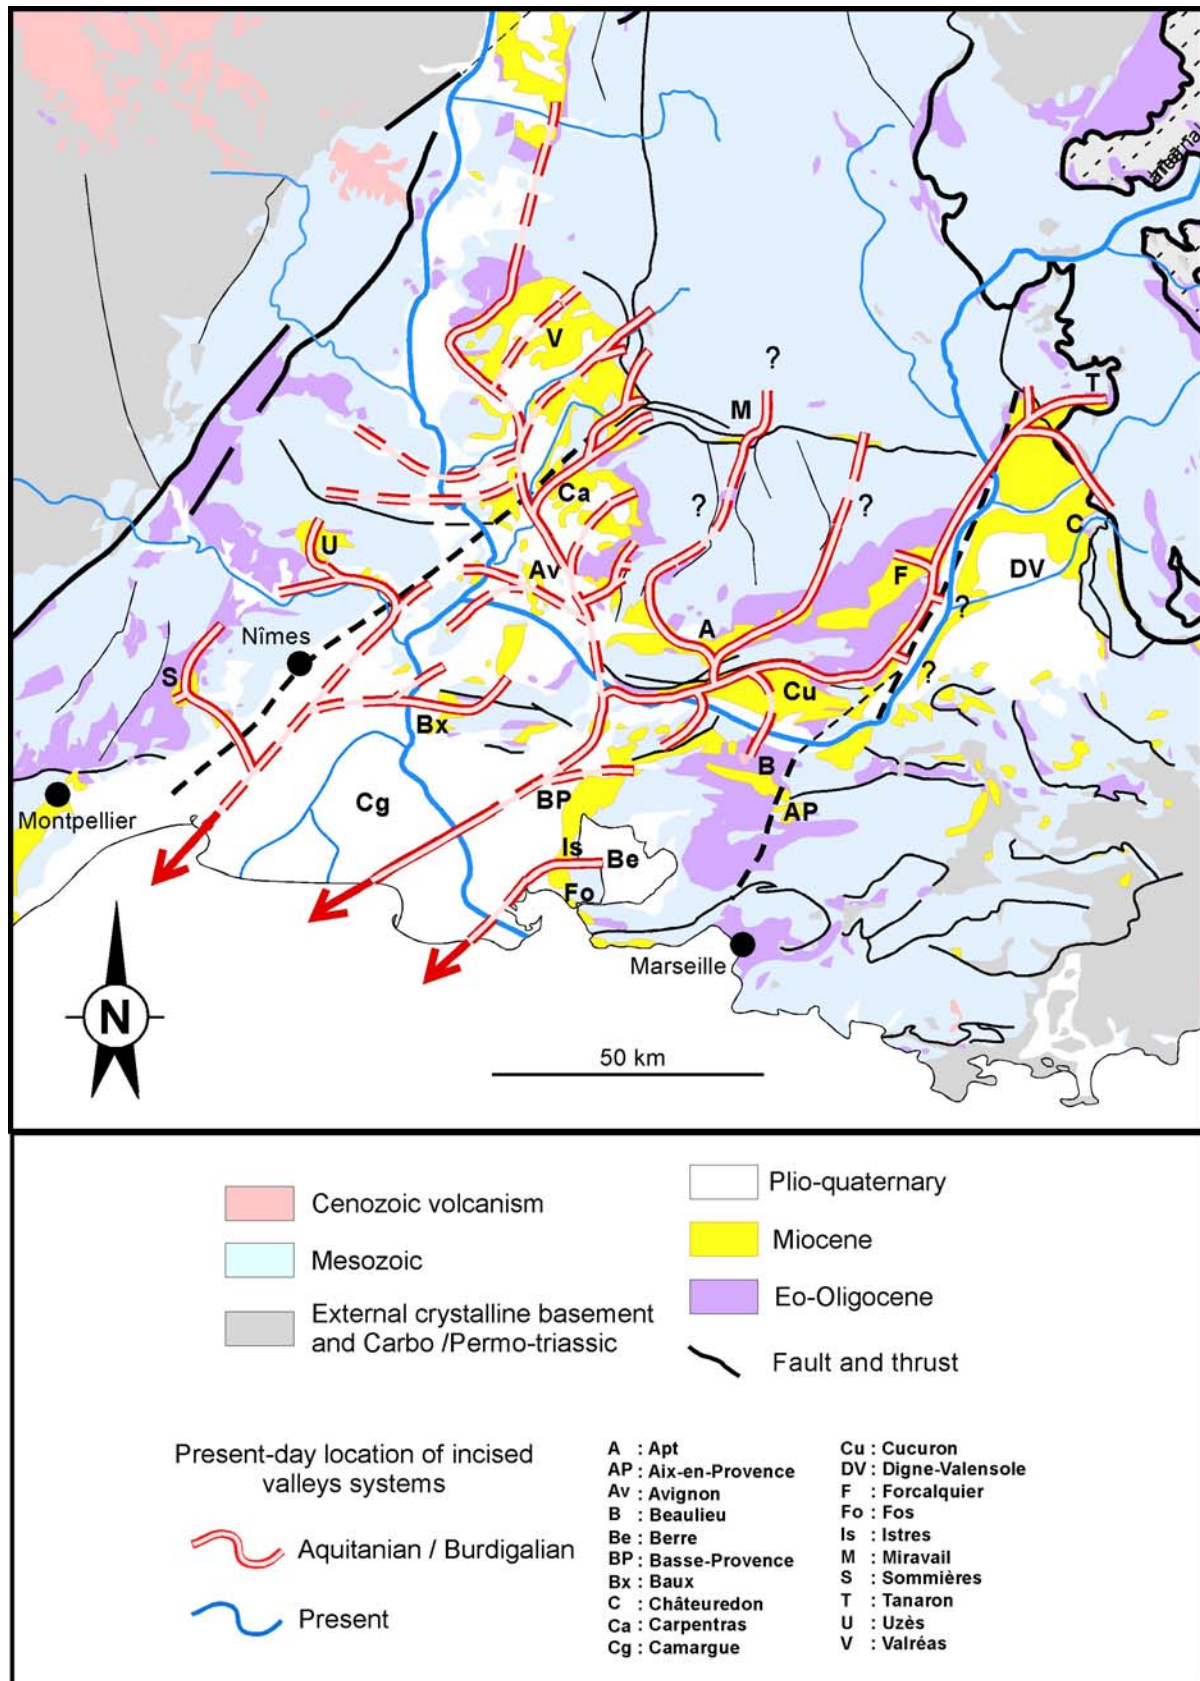 V
?
M
T
Ca
?
?
C
U
Av
F
DV
?
Nîmes
A
?
S
Cu
Bx
B
Cg
BP
AP
Montpellier
Is
Be
Fo
Marseille
N
50 km
Cenozoic volcanism
Mesozoic
External crystalline basement
and Carbo /Permo-triassic
Plio-quaternary
Miocene
Eo-Oligocene
Fault and thrust
Present-day location of incised
valleys systems
Aquitanian / Burdigalian
Present
A : Apt
AP : Aix-en-Provence
Av : Avignon
B : Beaulieu
Be : Berre
BP : Basse-Provence
Bx : Baux
C : Châteuredon
Ca : Carpentras
Cg : Camargue
Cu : Cucuron
DV : Digne-Valensole
F : Forcalquier
Fo : Fos
Is : Istres
M : Miravail
S : Sommières
T : Tanaron
U : Uzès
V : Valréas